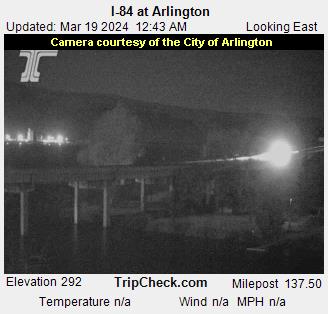 I-84 at Arlington
Updated: Mar 19 2024 12:43 AM Looking East
Camera courtesy of the City of Arlington
Elevation 292 TripCheck.com Milepost 137.50
Temperature n/a Wind n/a MPH n/a